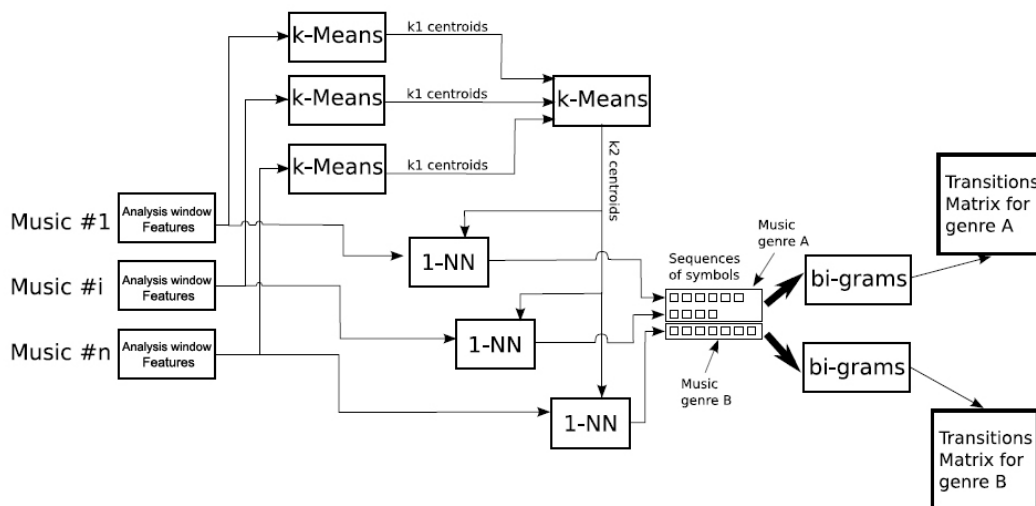 k-Means
k1 centroids
k-Means
k1 centroids
k-Means
k-Means
k1 centroids
k2 centroids
Music #1
Analysis window
Features
Music #i
Analysis window
Features
Music #n
Analysis window
Features
1-NN
1-NN
1-NN
Sequences
of symbols
Music
genre A
Music
genre B
bi-grams
bi-grams
Transitions
Matrix for
genre A
Transitions
Matrix for
genre B